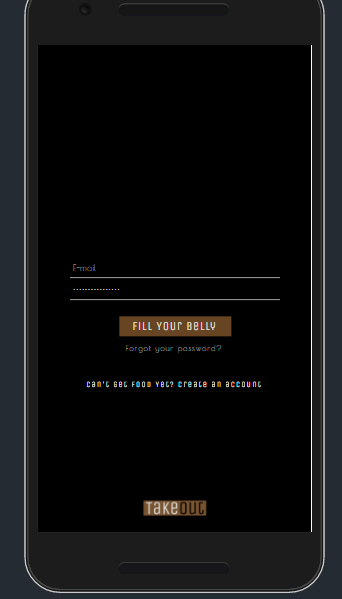 E-mail
................
Fill your belly
Forgot your password?
Can't get food yet? Create an account
Takeout